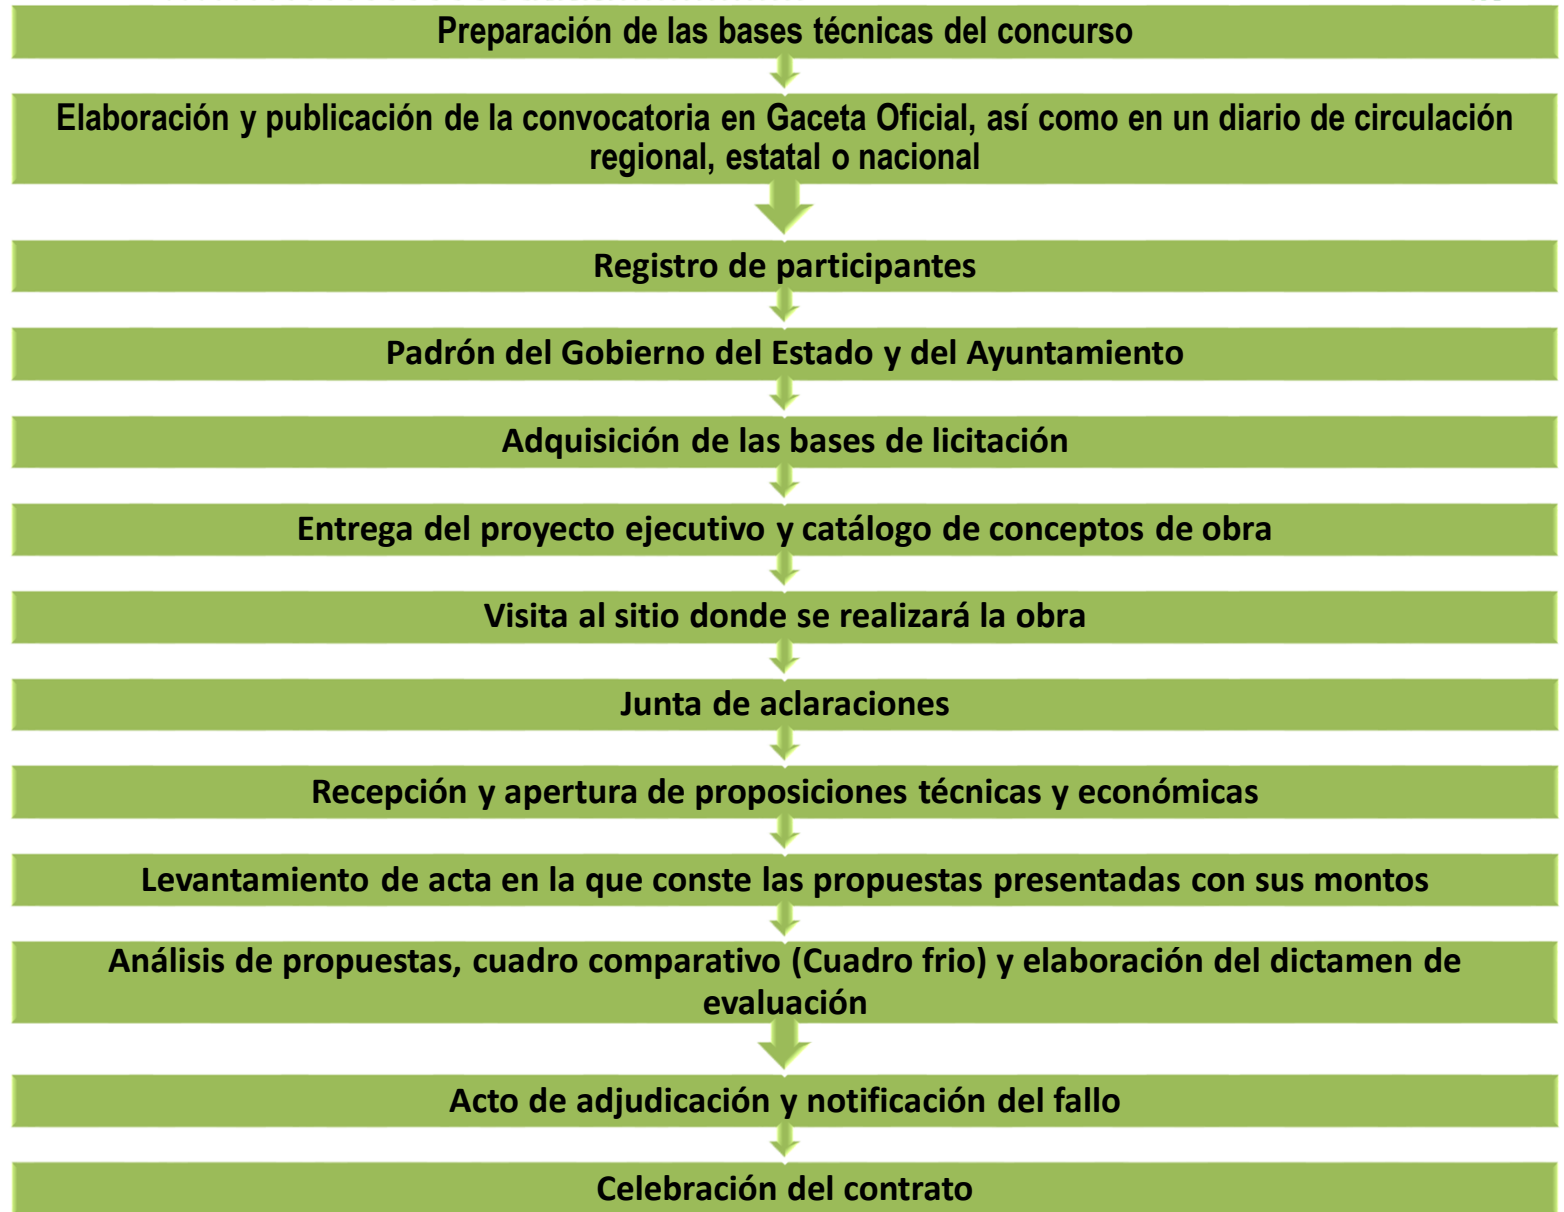 Preparación de las bases técnicas del concurso
Elaboración y publicación de la convocatoria en Gaceta Oficial, así como en un diario de circulación
regional, estatal o nacional
Registro de participantes
Padrón del Gobierno del Estado y del Ayuntamiento
Adquisición de las bases de licitación
Entrega del proyecto ejecutivo y catálogo de conceptos de obra
Visita al sitio donde se realizará la obra
Junta de aclaraciones
Recepción y apertura de proposiciones técnicas y económicas
Levantamiento de acta en la que conste las propuestas presentadas con sus montos
Análisis de propuestas, cuadro comparativo (Cuadro frio) y elaboración del dictamen de
evaluación
Acto de adjudicación y notificación del fallo
Celebración del contrato